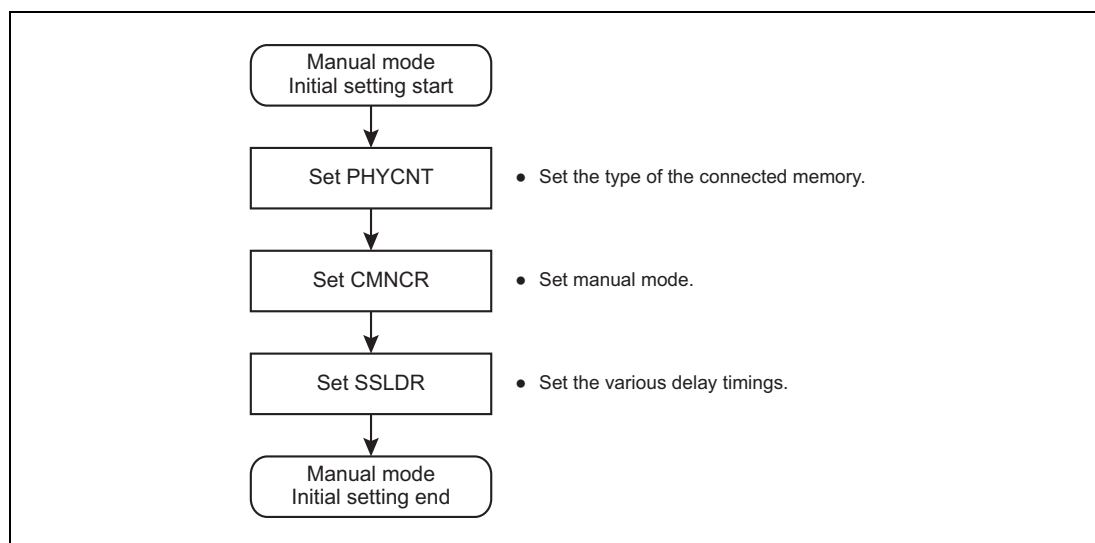 Manual mode
Initial setting start
Set PHYCNT
● Set the type of the connected memory.
Set CMNCR
● Set manual mode.
Set SSLDR
● Set the various delay timings.
Manual mode
Initial setting end